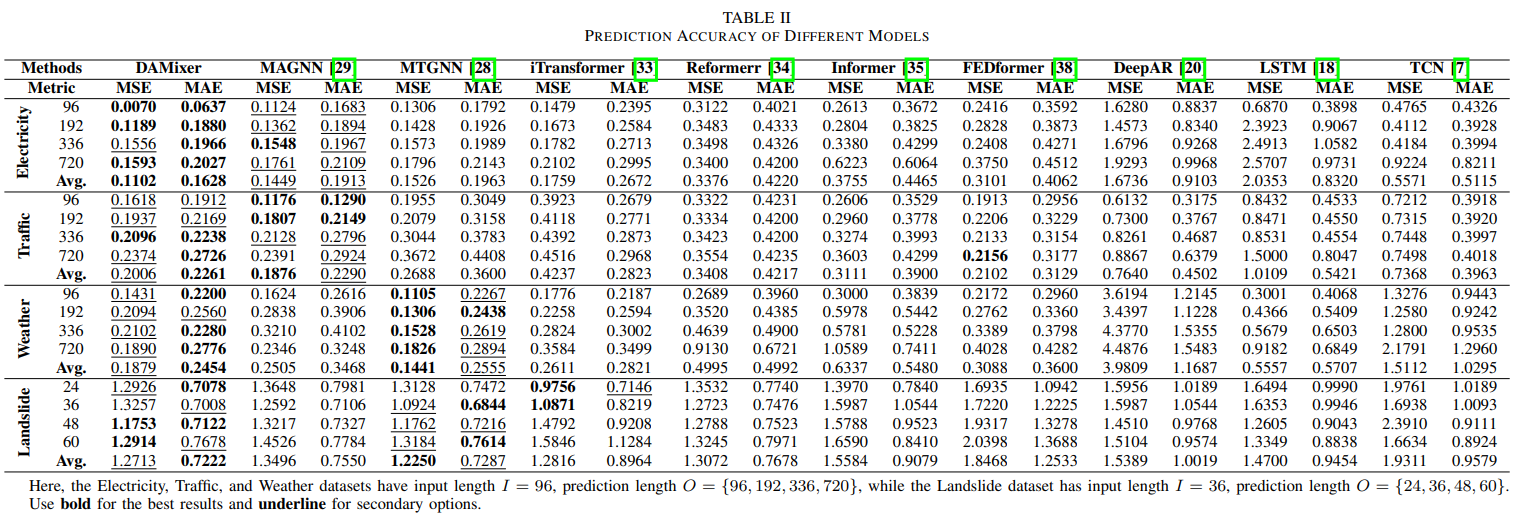 TABLE II
PREDICTION ACCURACY OF DIFFERENT MODELS
Methods DAMixer MAGNN [29] MTGNN [28] iTransformer [33] Reformerr [34] Informer [35] FEDformer [38] DeepAR [20] LSTM [18] TCN [7]
Metric MSE MAE MSE MAE MSE MAE MSE MAE MSE MAE MSE MAE MSE MAE MSE MAE MSE MAE MSE MAE
Electricity
96 0.0070 0.0637 0.1124 0.1683 0.1306 0.1792 0.1479 0.2395 0.3122 0.4021 0.2613 0.3672 0.2416 0.3592 1.6280 0.8837 0.6870 0.3898 0.4765 0.4326
192 0.1189 0.1880 0.1362 0.1894 0.1428 0.1926 0.1673 0.2584 0.3483 0.4333 0.2804 0.3825 0.2828 0.3873 1.4573 0.8340 2.3923 0.9067 0.4112 0.3928
336 0.1556 0.1966 0.1548 0.1967 0.1573 0.1989 0.1782 0.2713 0.3498 0.4326 0.3380 0.4299 0.2408 0.4271 1.6796 0.9268 2.4913 1.0582 0.4184 0.3994
720 0.1593 0.2027 0.1761 0.2109 0.1796 0.2143 0.2102 0.2995 0.3400 0.4200 0.6223 0.6064 0.3750 0.4512 1.9293 0.9968 2.5707 0.9731 0.9224 0.8211
Avg. 0.1102 0.1628 0.1449 0.1913 0.1526 0.1963 0.1759 0.2672 0.3376 0.4220 0.3755 0.4465 0.3101 0.4062 1.6736 0.9103 2.0353 0.8320 0.5571 0.5115
Traffic
96 0.1618 0.1912 0.1176 0.1290 0.1955 0.3049 0.3923 0.2679 0.3322 0.4231 0.2606 0.3529 0.1913 0.2956 0.6132 0.3175 0.8432 0.4533 0.7212 0.3918
192 0.1937 0.2169 0.1807 0.2149 0.2079 0.3158 0.4118 0.2771 0.3334 0.4200 0.2960 0.3778 0.2206 0.3229 0.7300 0.3767 0.8471 0.4550 0.7315 0.3920
336 0.2096 0.2238 0.2128 0.2796 0.3044 0.3783 0.4392 0.2873 0.3423 0.4200 0.3274 0.3993 0.2133 0.3154 0.8261 0.4687 0.8531 0.4554 0.7448 0.3997
720 0.2374 0.2726 0.2391 0.2924 0.3672 0.4408 0.4516 0.2968 0.3554 0.4235 0.3603 0.4299 0.2156 0.3177 0.8867 0.6379 1.5000 0.8047 0.7498 0.4018
Avg. 0.2006 0.2261 0.1876 0.2290 0.2688 0.3600 0.4237 0.2823 0.3408 0.4217 0.3111 0.3900 0.2102 0.3129 0.7640 0.4502 1.0109 0.5421 0.7368 0.3963
Weather
96 0.1431 0.2200 0.1624 0.2616 0.1105 0.2267 0.1776 0.2187 0.2689 0.3960 0.3000 0.3839 0.2172 0.2960 3.6194 1.2145 0.3001 0.4068 1.3276 0.9443
192 0.2094 0.2560 0.2838 0.3906 0.1306 0.2438 0.2258 0.2594 0.3520 0.4385 0.5978 0.5442 0.2762 0.3360 3.4397 1.1228 0.4366 0.5409 1.2580 0.9242
336 0.2102 0.2280 0.3210 0.4102 0.1528 0.2619 0.2824 0.3002 0.4639 0.4900 0.5781 0.5228 0.3389 0.3798 4.3770 1.5355 0.5679 0.6503 1.2800 0.9535
720 0.1890 0.2776 0.2346 0.3248 0.1826 0.2894 0.3584 0.3499 0.9130 0.6721 1.0589 0.7411 0.4028 0.4282 4.4876 1.5483 0.9182 0.6849 2.1791 1.2960
Avg. 0.1879 0.2454 0.2505 0.3468 0.1441 0.2555 0.2611 0.2821 0.4995 0.4992 0.6337 0.5480 0.3088 0.3600 3.9809 1.1687 0.5557 0.5707 1.5112 1.0295
Landslide
24 1.2926 0.7078 1.3648 0.7981 1.3128 0.7472 0.9756 0.7146 1.3532 0.7740 1.3970 0.7840 1.6935 1.0942 1.5956 1.0189 1.6494 0.9990 1.9761 1.0189
36 1.3257 0.7008 1.2592 0.7106 1.0924 0.6844 1.0871 0.8219 1.2723 0.7476 1.5987 1.0544 1.7220 1.2225 1.5987 1.0544 1.6353 0.9946 1.6938 1.0093
48 1.1753 0.7122 1.3217 0.7327 1.1762 0.7216 1.4792 0.9208 1.2788 0.7523 1.5788 0.9523 1.9317 1.3278 1.4510 0.9768 1.2605 0.9043 2.3910 0.9111
60 1.2914 0.7678 1.4526 0.7784 1.3184 0.7614 1.5846 1.1284 1.3245 0.7971 1.6590 0.8410 2.0398 1.3688 1.5104 0.9574 1.3349 0.8838 1.6634 0.8924
Avg. 1.2713 0.7222 1.3496 0.7550 1.2250 0.7287 1.2816 0.8964 1.3072 0.7678 1.5584 0.9079 1.8468 1.2533 1.5389 1.0019 1.4700 0.9454 1.9311 0.9579
Here, the Electricity, Traffic, and Weather datasets have input length I = 96, prediction length O = {96, 192, 336, 720}, while the Landslide dataset has input length I = 36, prediction length O = {24, 36, 48, 60}.
Use bold for the best results and underline for secondary options.